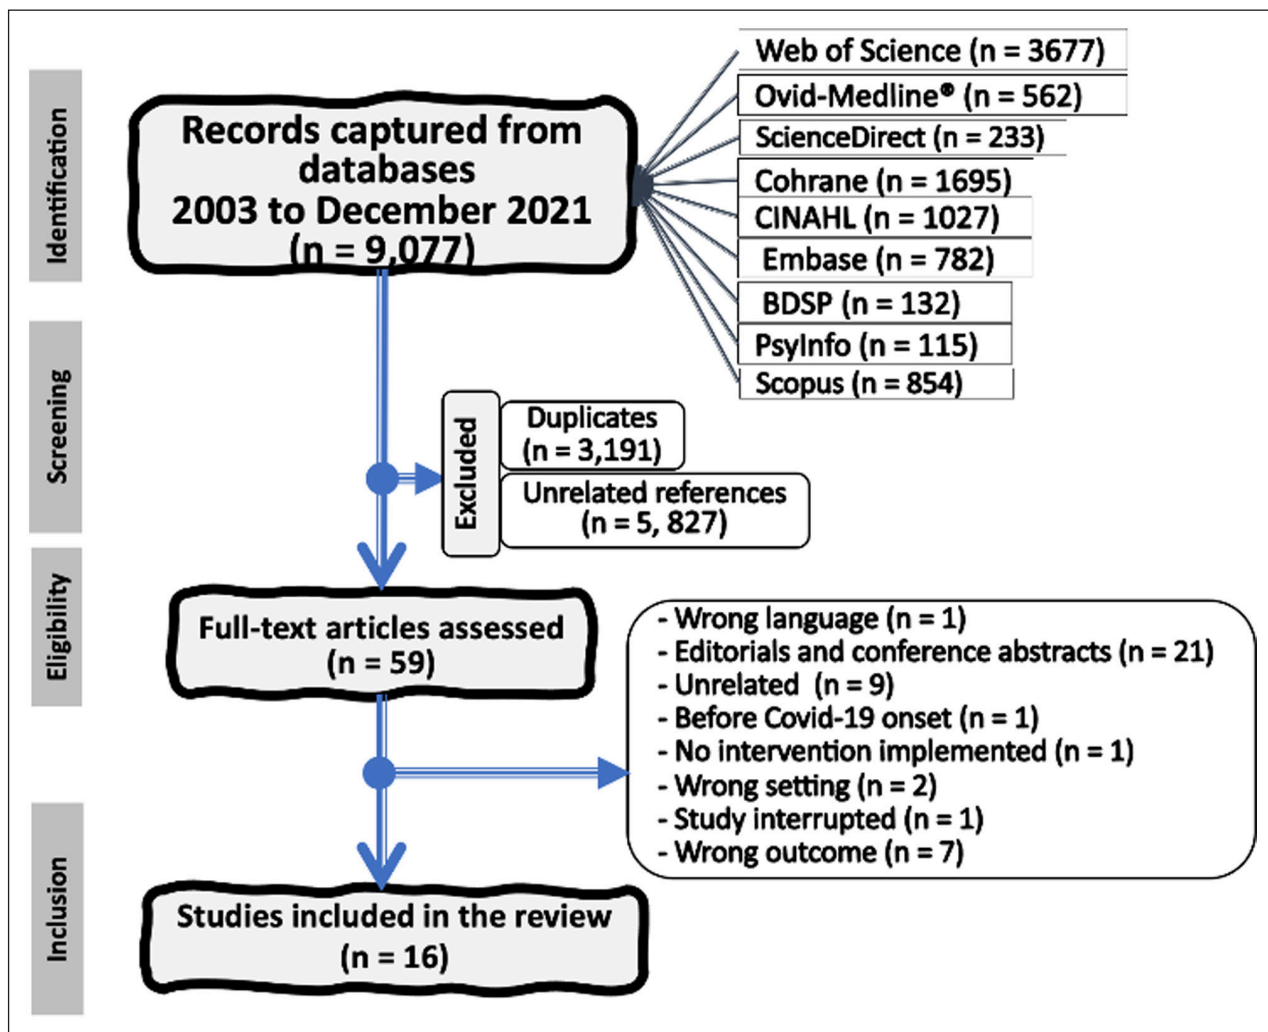 Identification
Records captured from
databases
2003 to December 2021
(n = 9,077)
Web of Science (n = 3677)
Ovid-Medline® (n = 562)
ScienceDirect (n = 233)
Cohrane (n = 1695)
CINAHL (n = 1027)
Embase (n = 782)
BDSP (n = 132)
PsyInfo (n = 115)
Scopus (n = 854)
Screening
Excluded
Duplicates
(n = 3,191)
Unrelated references
(n = 5, 827)
Eligibility
Full-text articles assessed
(n = 59)
- Wrong language (n = 1)
- Editorials and conference abstracts (n = 21)
- Unrelated (n = 9)
- Before Covid-19 onset (n = 1)
- No intervention implemented (n = 1)
- Wrong setting (n = 2)
- Study interrupted (n = 1)
- Wrong outcome (n = 7)
Inclusion
Studies included in the review
(n = 16)